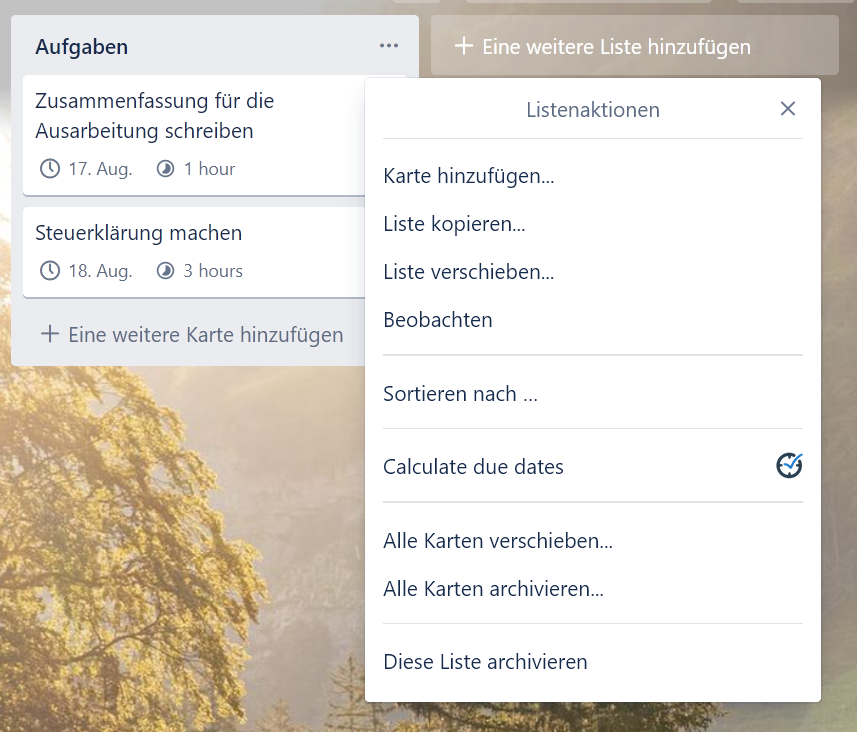 Aufgaben
Eine weitere Liste hinzufügen
Zusammenfassung für die
Ausarbeitung schreiben
17. Aug. 1 hour
Steuerklärung machen
18. Aug. 3 hours
Eine weitere Karte hinzufügen
Listenaktionen
Karte hinzufügen...
Liste kopieren...
Liste verschieben...
Beobachten
Sortieren nach ...
Calculate due dates
Alle Karten verschieben...
Alle Karten archivieren...
Diese Liste archivieren